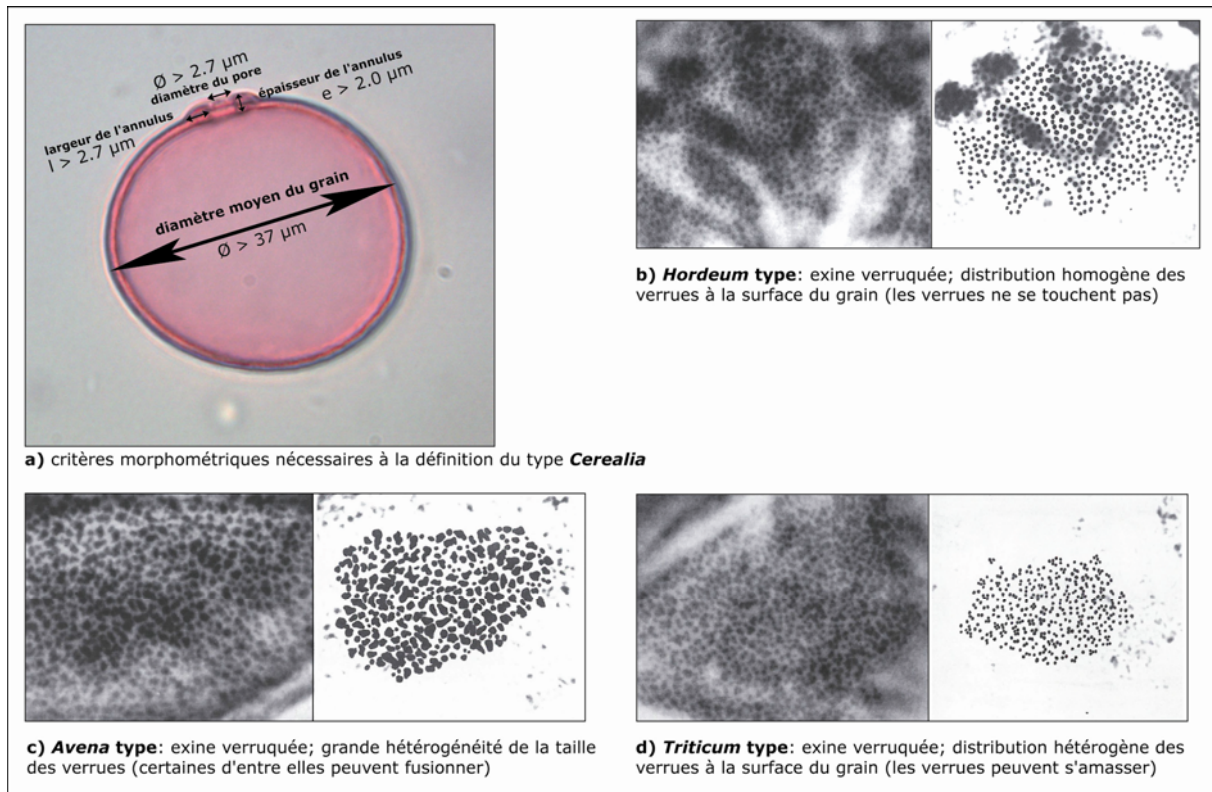 Ø > 2.7 µm
diamètre du pore
épaisseur de l'annulus
e > 2.0 µm
largeur de l'annulus
l > 2.7 µm
diamètre moyen du grain
Ø > 37 µm
a) critères morphométriques nécessaires à la définition du type Cerealia
b) Hordeum type: exine verruquée; distribution homogène des
verrues à la surface du grain (les verrues ne se touchent pas)
c) Avena type: exine verruquée; grande hétérogénéité de la taille
des verrues (certaines d'entre elles peuvent fusionner)
d) Triticum type: exine verruquée; distribution hétérogène des
verrues à la surface du grain (les verrues peuvent s'amasser)